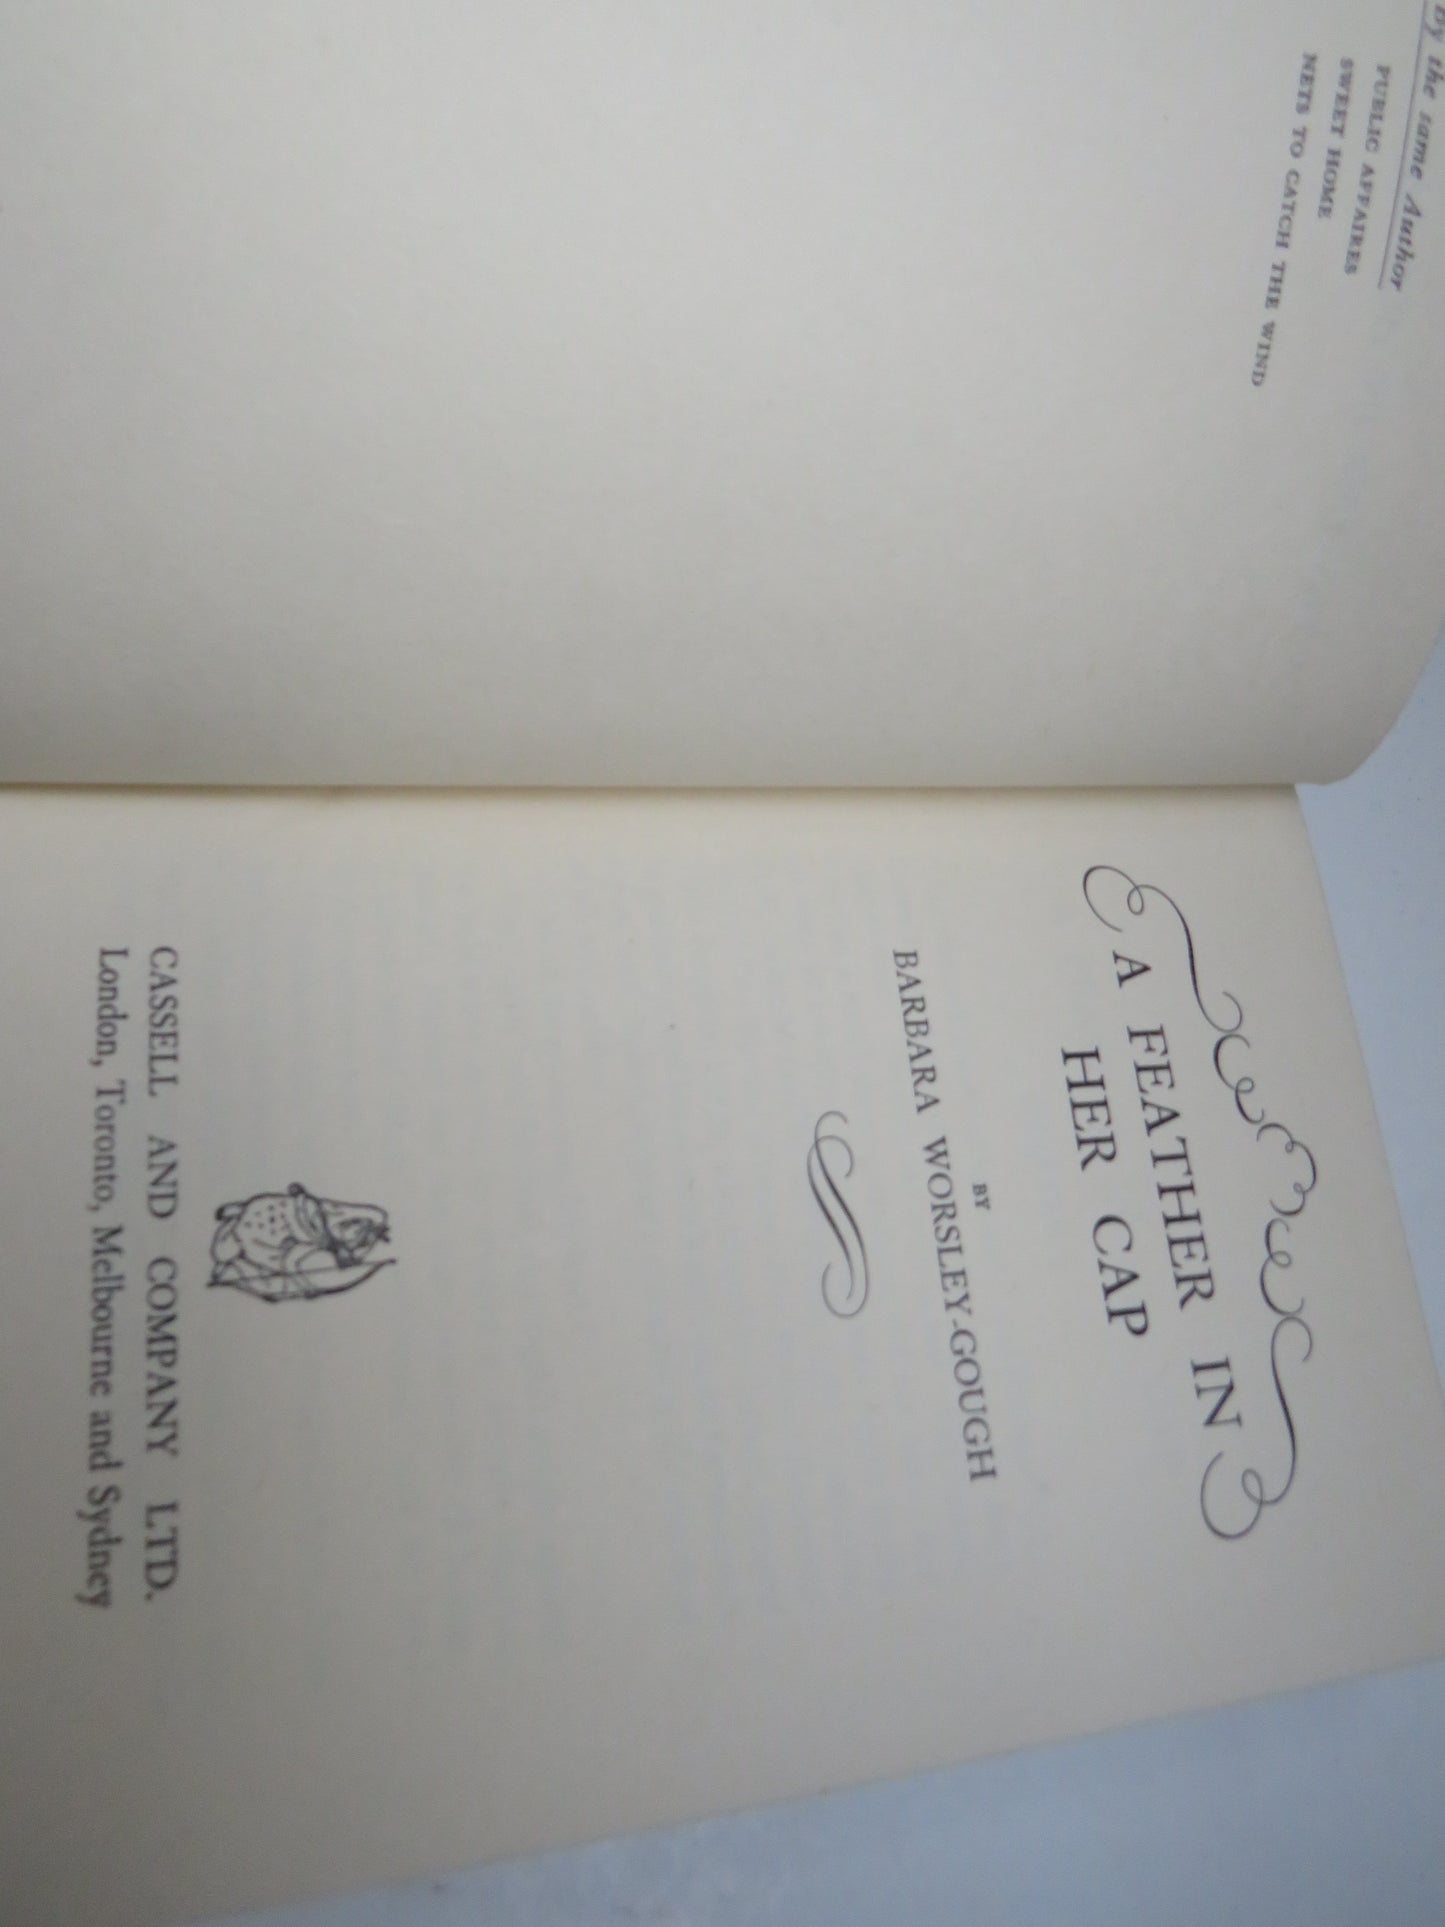 By the same Author
PUBLIC AFFAIRES
SWEET HOME
NETS TO CATCH THE WIND
A FEATHER IN
HER CAP
BY
BARBARA WORSLEY-GOUGH
CASSELL AND COMPANY LTD.
London, Toronto, Melbourne and Sydney